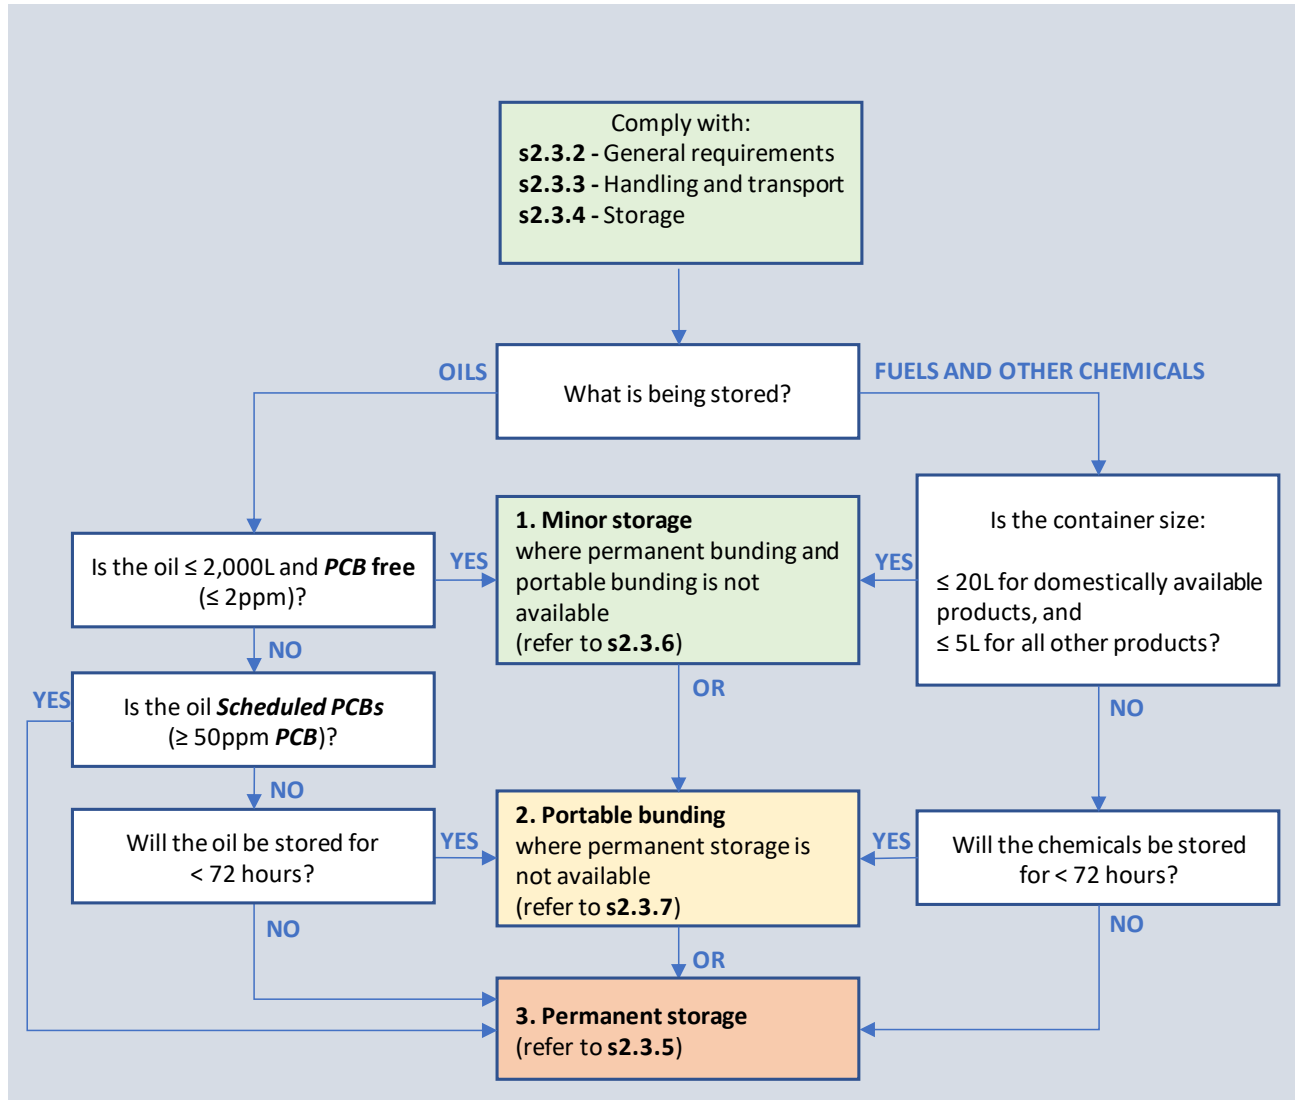 Comply with:
s2.3.2 - General requirements
s2.3.3 - Handling and transport
s2.3.4 - Storage
OILS
FUELS AND OTHER CHEMICALS
What is being stored?
Is the oil ≤ 2,000L and PCB free
(≤ 2ppm)?
YES
1. Minor storage
where permanent bunding and
portable bunding is not
available
(refer to s2.3.6)
YES
Is the container size:
≤ 20L for domestically available
products, and
≤ 5L for all other products?
NO
OR
NO
YES
Is the oil Scheduled PCBs
(≥ 50ppm PCB)?
NO
Will the oil be stored for
< 72 hours?
YES
2. Portable bunding
where permanent storage is
not available
(refer to s2.3.7)
YES
Will the chemicals be stored
for < 72 hours?
NO
OR
NO
3. Permanent storage
(refer to s2.3.5)